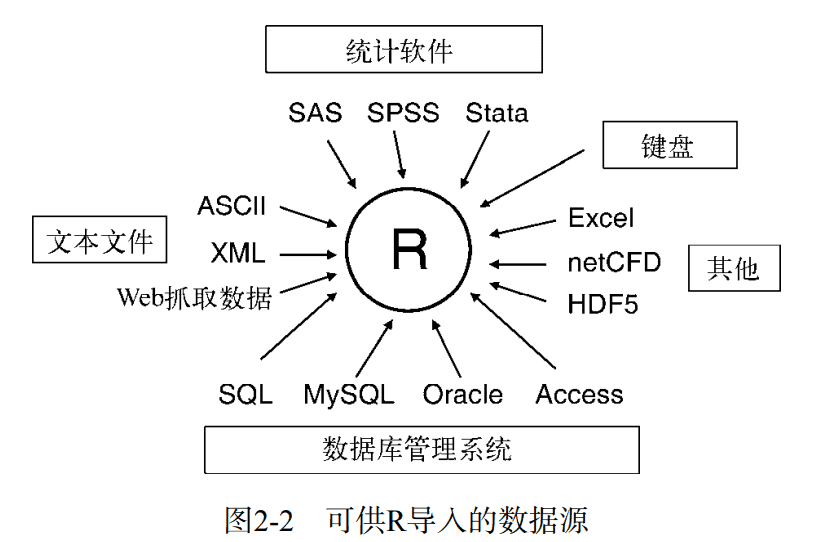 统计软件
SAS SPSS Stata
键盘
ASCII
Excel
文本文件
XML
R
netCFD
其他
Web抓取数据
HDF5
SQL MySQL Oracle Access
数据库管理系统
图2-2 可供R导入的数据源